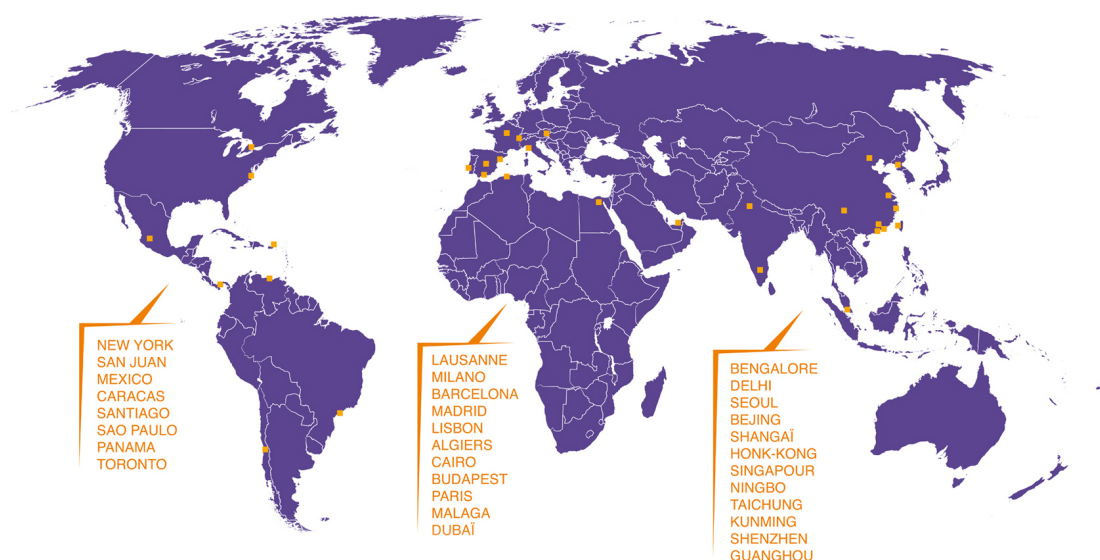 NEW YORK
SAN JUAN
MEXICO
CARACAS
SANTIAGO
SAO PAULO
PANAMA
TORONTO
LAUSANNE
MILANO
BARCELONA
MADRID
LISBON
ALGIERS
CAIRO
BUDAPEST
PARIS
MALAGA
DUBAÏ
BENGALORE
DELHI
SEOUL
BEJING
SHANGAÏ
HONK-KONG
SINGAPOUR
NINGBO
TAICHUNG
KUNMING
SHENZHEN
GUANGHOU